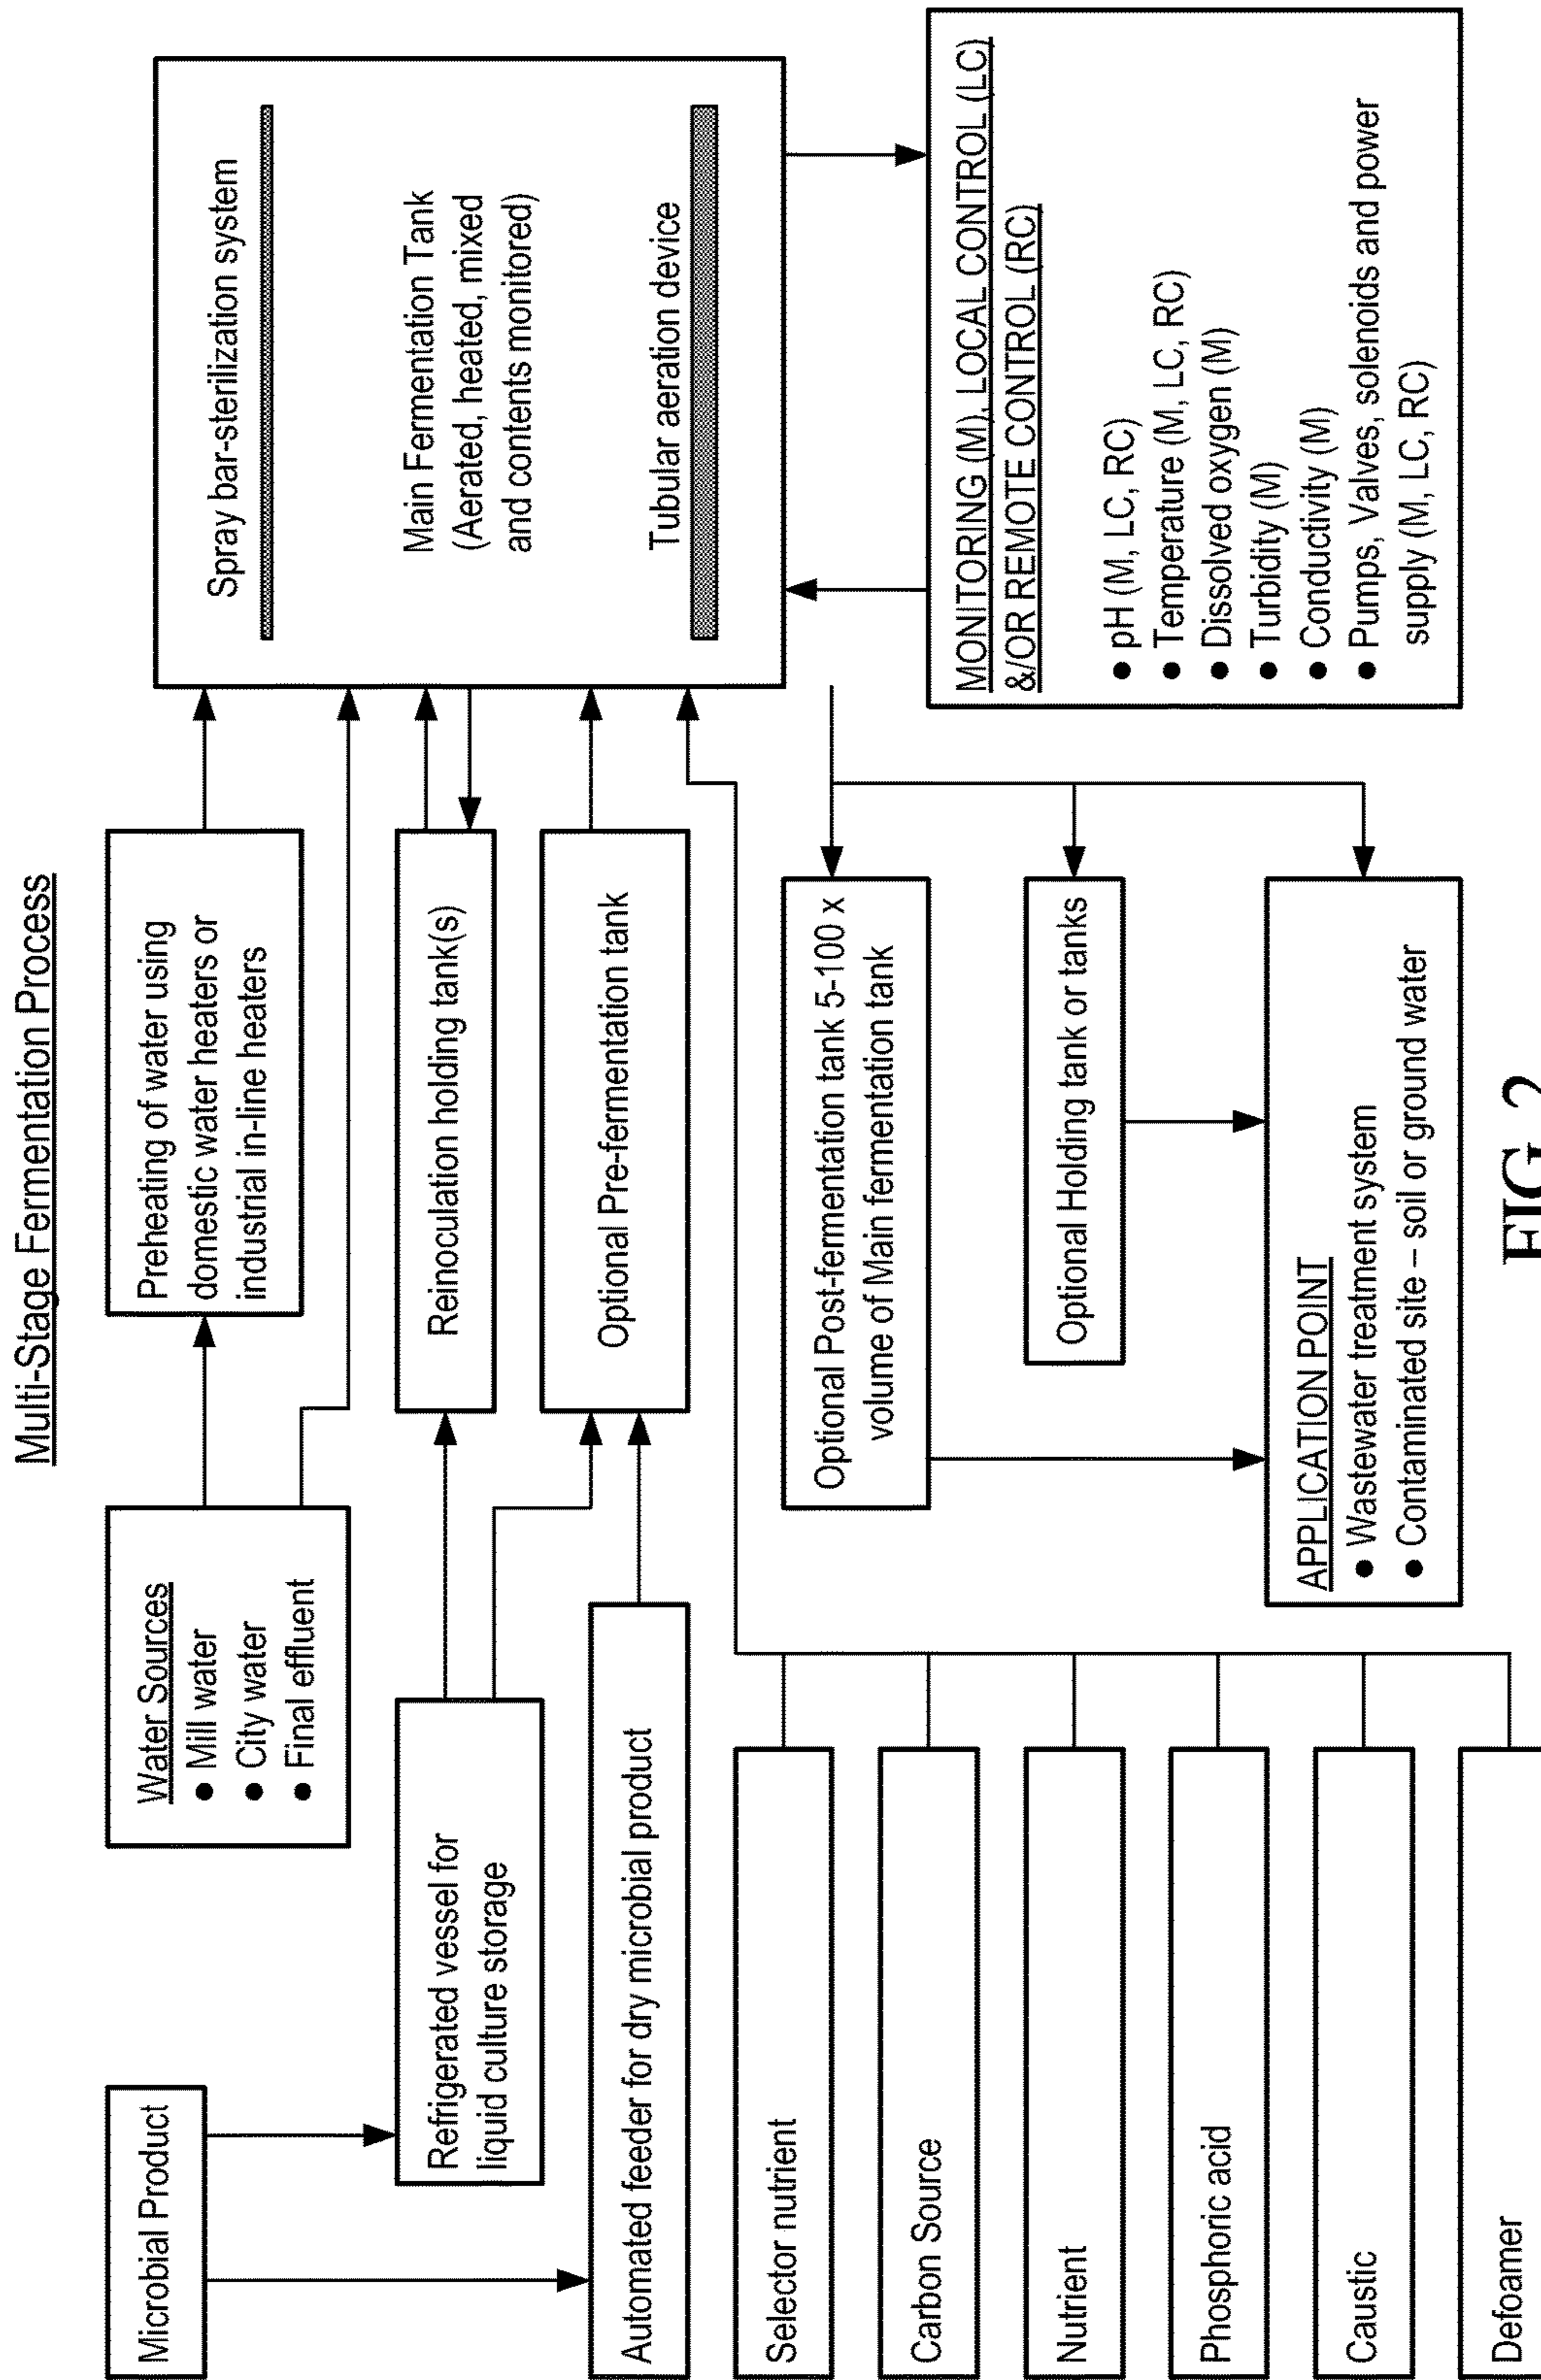 Multi-Stage Fermentation Process
Microbial Product
Water Sources
● Mill water
● City water
● Final effluent
Preheating of water using
domestic water heaters or
industrial in-line heaters
Spray bar-sterilization system
Main Fermentation Tank
(Aerated, heated, mixed
and contents monitored)
Tubular aeration device
Refrigerated vessel for
liquid culture storage
Reinoculation holding tank(s)
Automated feeder for dry microbial product
Optional Pre-fermentation tank
Selector nutrient
Carbon Source
Nutrient
Phosphoric acid
Caustic
Defoamer
Optional Post-fermentation tank 5-100 x
volume of Main fermentation tank
Optional Holding tank or tanks
APPLICATION POINT
● Wastewater treatment system
● Contaminated site – soil or ground water
MONITORING (M), LOCAL CONTROL (LC)
&/OR REMOTE CONTROL (RC)
● pH (M, LC, RC)
● Temperature (M, LC, RC)
● Dissolved oxygen (M)
● Turbidity (M)
● Conductivity (M)
● Pumps, Valves, solenoids and power
supply (M, LC, RC)
FIG. 2